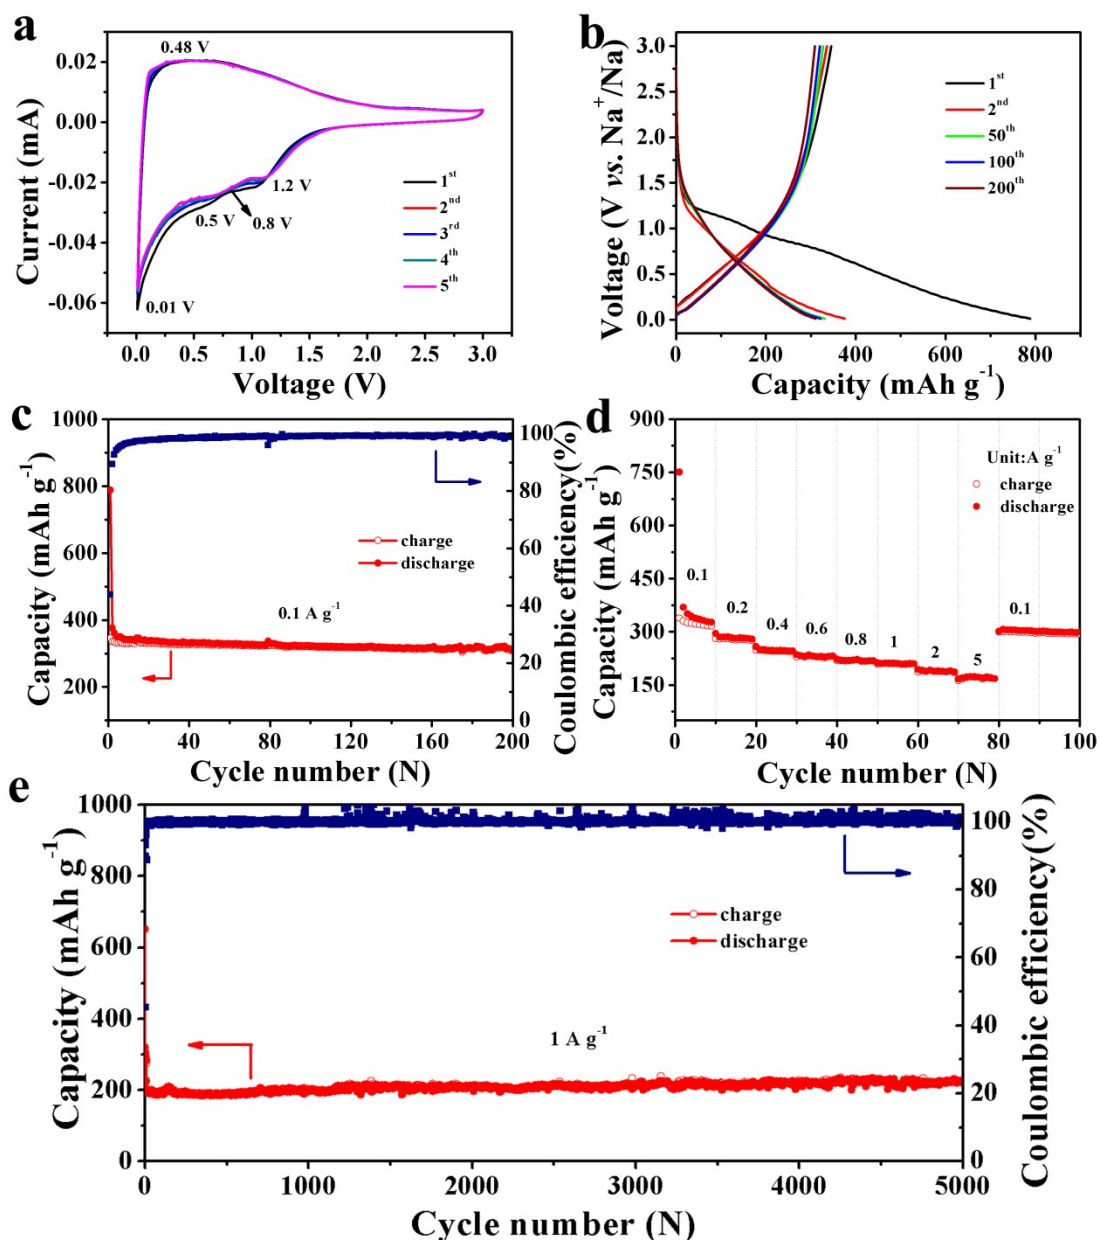 a
0.48 V
0.02
0.00
-0.02
-0.04
-0.06
Current (mA)
1.2 V
0.8 V
0.5 V
0.01 V
1st
2nd
3rd
4th
5th
0.0 0.5 1.0 1.5 2.0 2.5 3.0
Voltage (V)
b
3.0
2.5
2.0
1.5
1.0
0.5
0.0
Voltage (V vs. Na+/Na)
1st
2nd
50th
100th
200th
0 200 400 600 800
Capacity (mAh g-1)
c
1000
800
600
400
200
Capacity (mAh g-1)
100
80
60
40
20
0
Coulombic efficiency(%)
charge
discharge
0.1 A g-1
0 40 80 120 160 200
Cycle number (N)
d
900
750
600
450
300
150
Capacity (mAh g-1)
Unit:A g-1
charge
discharge
0.1
0.2
0.4
0.6
0.8
1
2
5
0.1
0 20 40 60 80 100
Cycle number (N)
e
1000
800
600
400
200
0
Capacity (mAh g-1)
100
80
60
40
20
0
Coulombic efficiency(%)
charge
discharge
1 A g-1
0 1000 2000 3000 4000 5000
Cycle number (N)